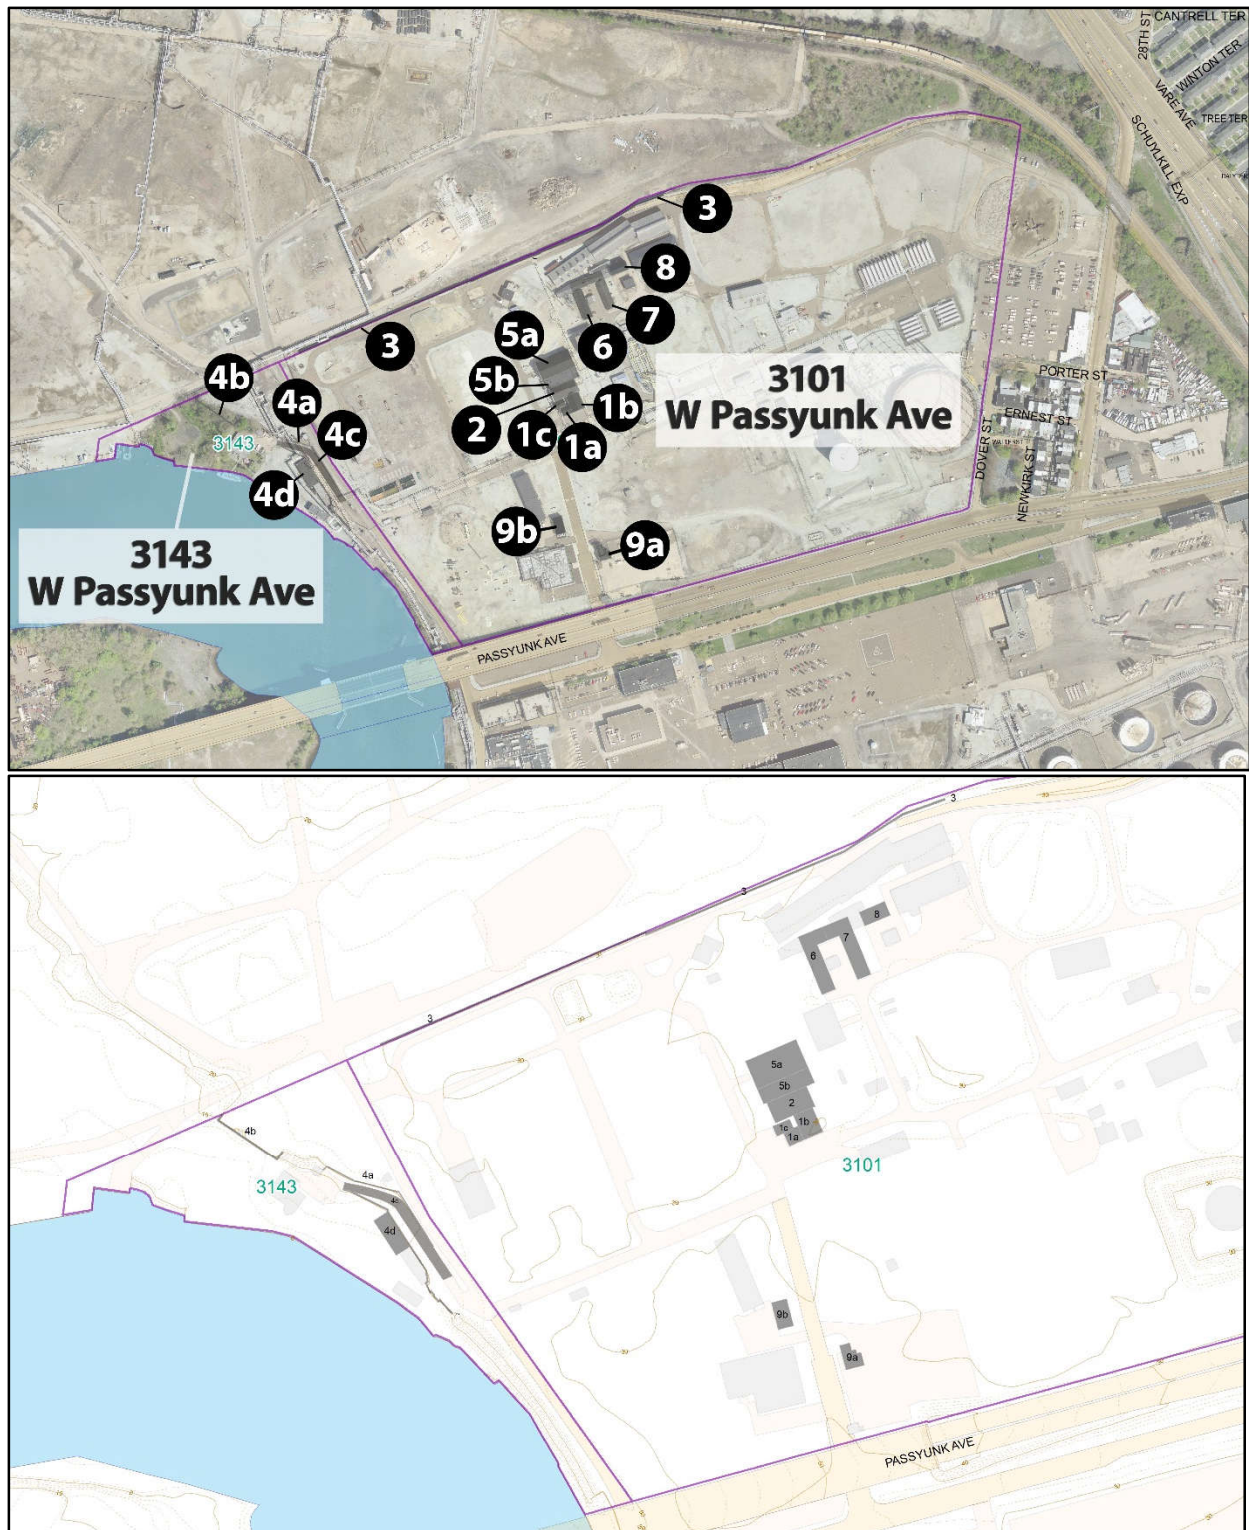 28TH ST
CANTRELL TER
WINTON TER
VARE AVE
TREE TER
SCHUYLKILL EXP
3
8
7
6
3
5a
5b
2
1c
1a
1b
3101
W Passyunk Ave
4b
4a
4c
4d
3143
3143
W Passyunk Ave
9b
9a
PORTER ST
ERNEST ST
DOVER ST
NEWKIRK ST
PASSYUNK AVE
3
3
3
8
7
6
5a
5b
2
1c
1b
1a
4b
4a
4d
3143
3101
9b
9a
PASSYUNK AVE